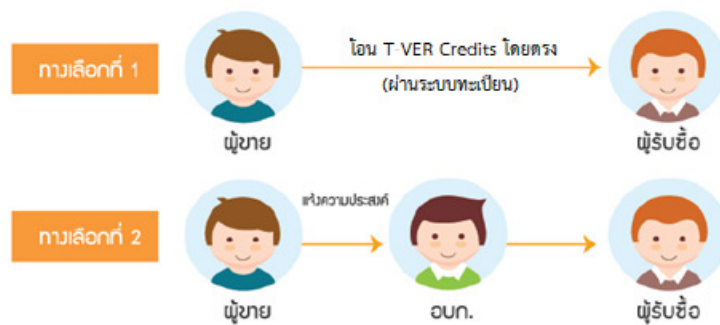 ทางเลือกที่ 1
โอน T-VER Credits โดยตรง
(ผ่านระบบทะเบียน)
ผู้ขาย
ผู้รับซื้อ
ทางเลือกที่ 2
แจ้งความประสงค์
ผู้ขาย
อบก.
ผู้รับซื้อ